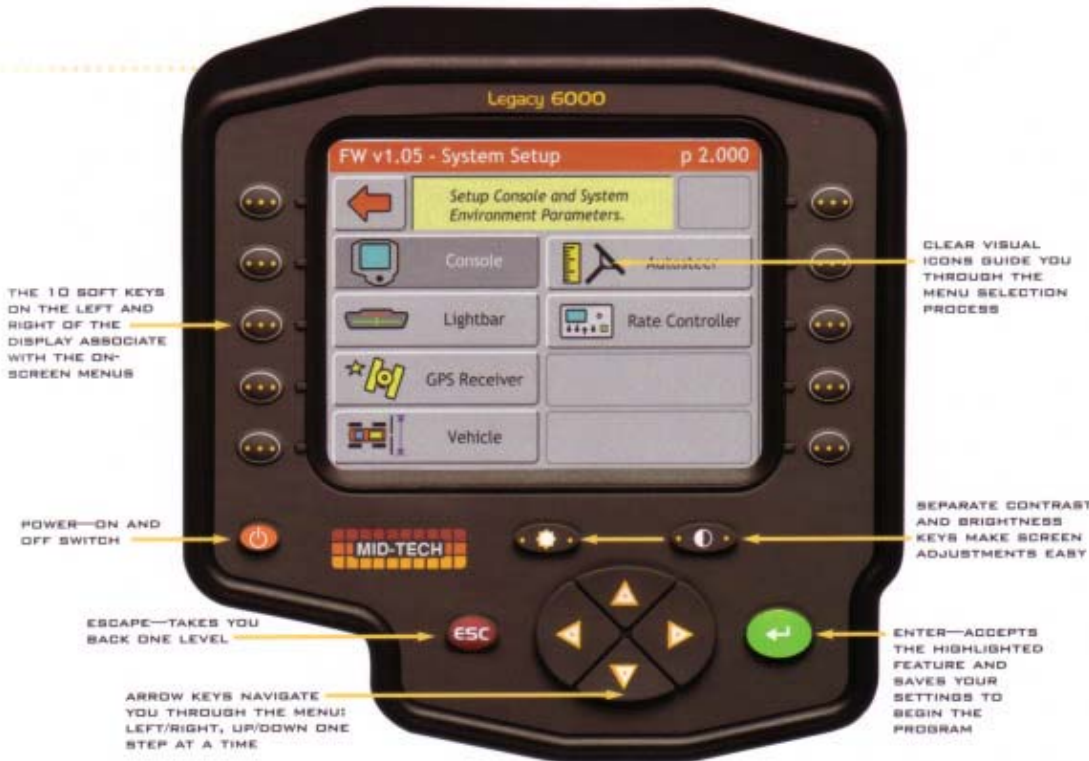 Legacy 6000
FW v1.05 - System Setup p 2.000
Setup Console and System
Environment Parameters.
Console
Autosteer
Lightbar
Rate Controller
GPS Receiver
Vehicle
CLEAR VISUAL
ICONS GUIDE YOU
THROUGH THE
MENU SELECTION
PROCESS
THE 10 SOFT KEYS
ON THE LEFT AND
RIGHT OF THE
DISPLAY ASSOCIATE
WITH THE ON-
SCREEN MENUS
POWER—ON AND
OFF SWITCH
MID-TECH
SEPARATE CONTRAST
AND BRIGHTNESS
KEYS MAKE SCREEN
ADJUSTMENTS EASY
ESCAPE—TAKES YOU
BACK ONE LEVEL
ESC
ENTER—ACCEPTS
THE HIGHLIGHTED
FEATURE AND
SAVES YOUR
SETTINGS TO
BEGIN THE
PROGRAM
ARROW KEYS NAVIGATE
YOU THROUGH THE MENU:
LEFT/RIGHT, UP/DOWN ONE
STEP AT A TIME